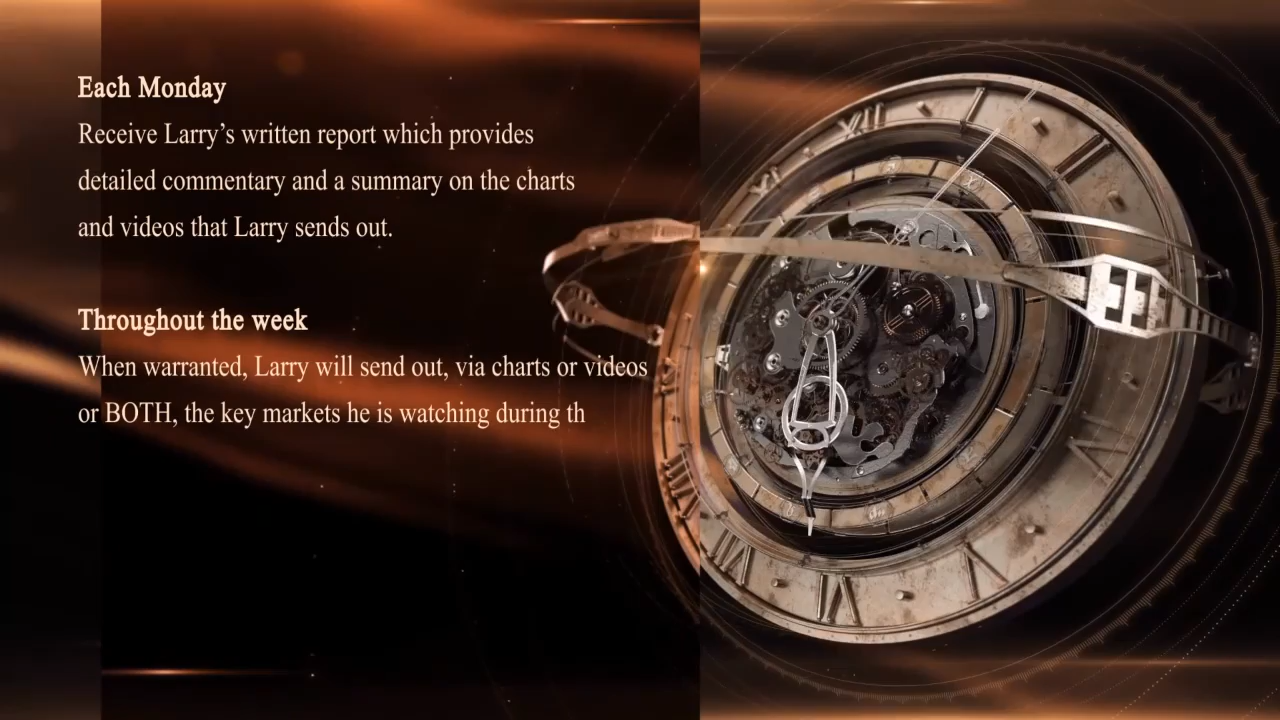 Each Monday
Receive Larry’s written report which provides
detailed commentary and a summary on the charts
and videos that Larry sends out.
Throughout the week
When warranted, Larry will send out, via charts or videos
or BOTH, the key markets he is watching during th